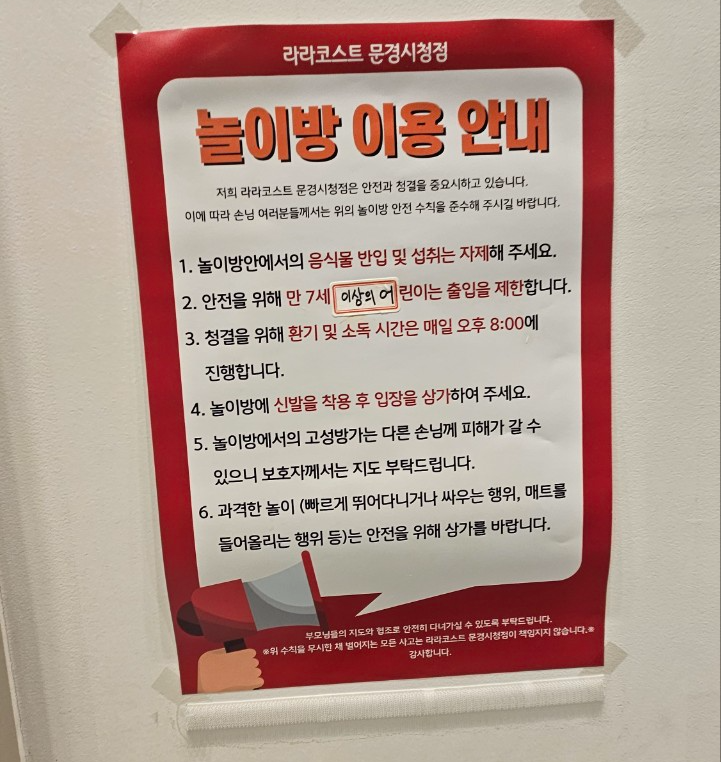 라라코스트 문경시청점
놀이방 이용 안내
저희 라라코스트 문경시청점은 안전과 청결을 중요시하고 있습니다.
이에 따라 손님 여러분들께서는 위의 놀이방 안전 수칙을 준수해 주시길 바랍니다.
1. 놀이방안에서의 음식물 반입 및 섭취는 자제해 주세요.
2. 안전을 위해 만 7세 이상의 어린이는 출입을 제한합니다.
3. 청결을 위해 환기 및 소독 시간은 매일 오후 8:00에
진행합니다.
4. 놀이방에 신발을 착용 후 입장을 삼가하여 주세요.
5. 놀이방에서의 고성방가는 다른 손님께 피해가 갈 수
있으니 보호자께서는 지도 부탁드립니다.
6. 과격한 놀이 (빠르게 뛰어다니거나 싸우는 행위, 매트를
들어올리는 행위 등)는 안전을 위해 삼가를 바랍니다.
부모님들의 지도와 협조로 안전히 다녀가실 수 있도록 부탁드립니다.
※위 수칙을 무시한 채 벌어지는 모든 사고는 라라코스트 문경시청점이 책임지지 않습니다.※
감사합니다.